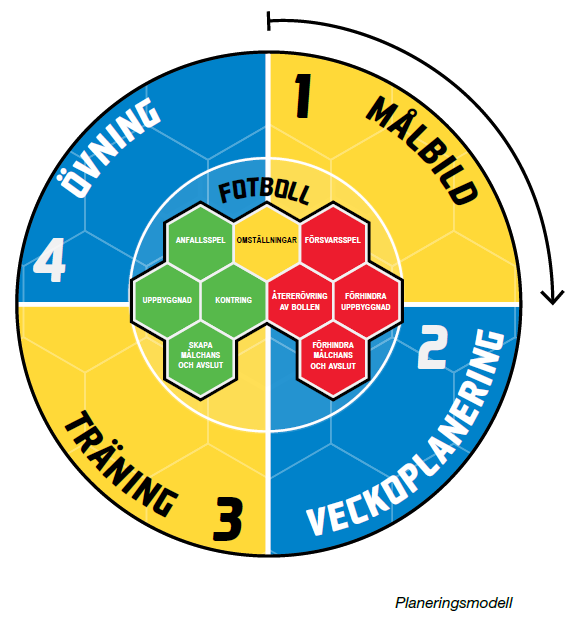 1
MÅLBILD
2
VECKOPLANERING
3
TRÄNING
4
ÖVNING
FOTBOLL
ANFALLSSPEL
OMSTÄLLNINGAR
FÖRSVARSSPEL
UPPBYGGNAD
KONTRING
ÅTERERÖVRING
AV BOLLEN
FÖRHINDRA
UPPBYGGNAD
SKAPA
MÅLCHANS
OCH AVSLUT
FÖRHINDRA
MÅLCHANS
OCH AVSLUT
Planeringsmodell